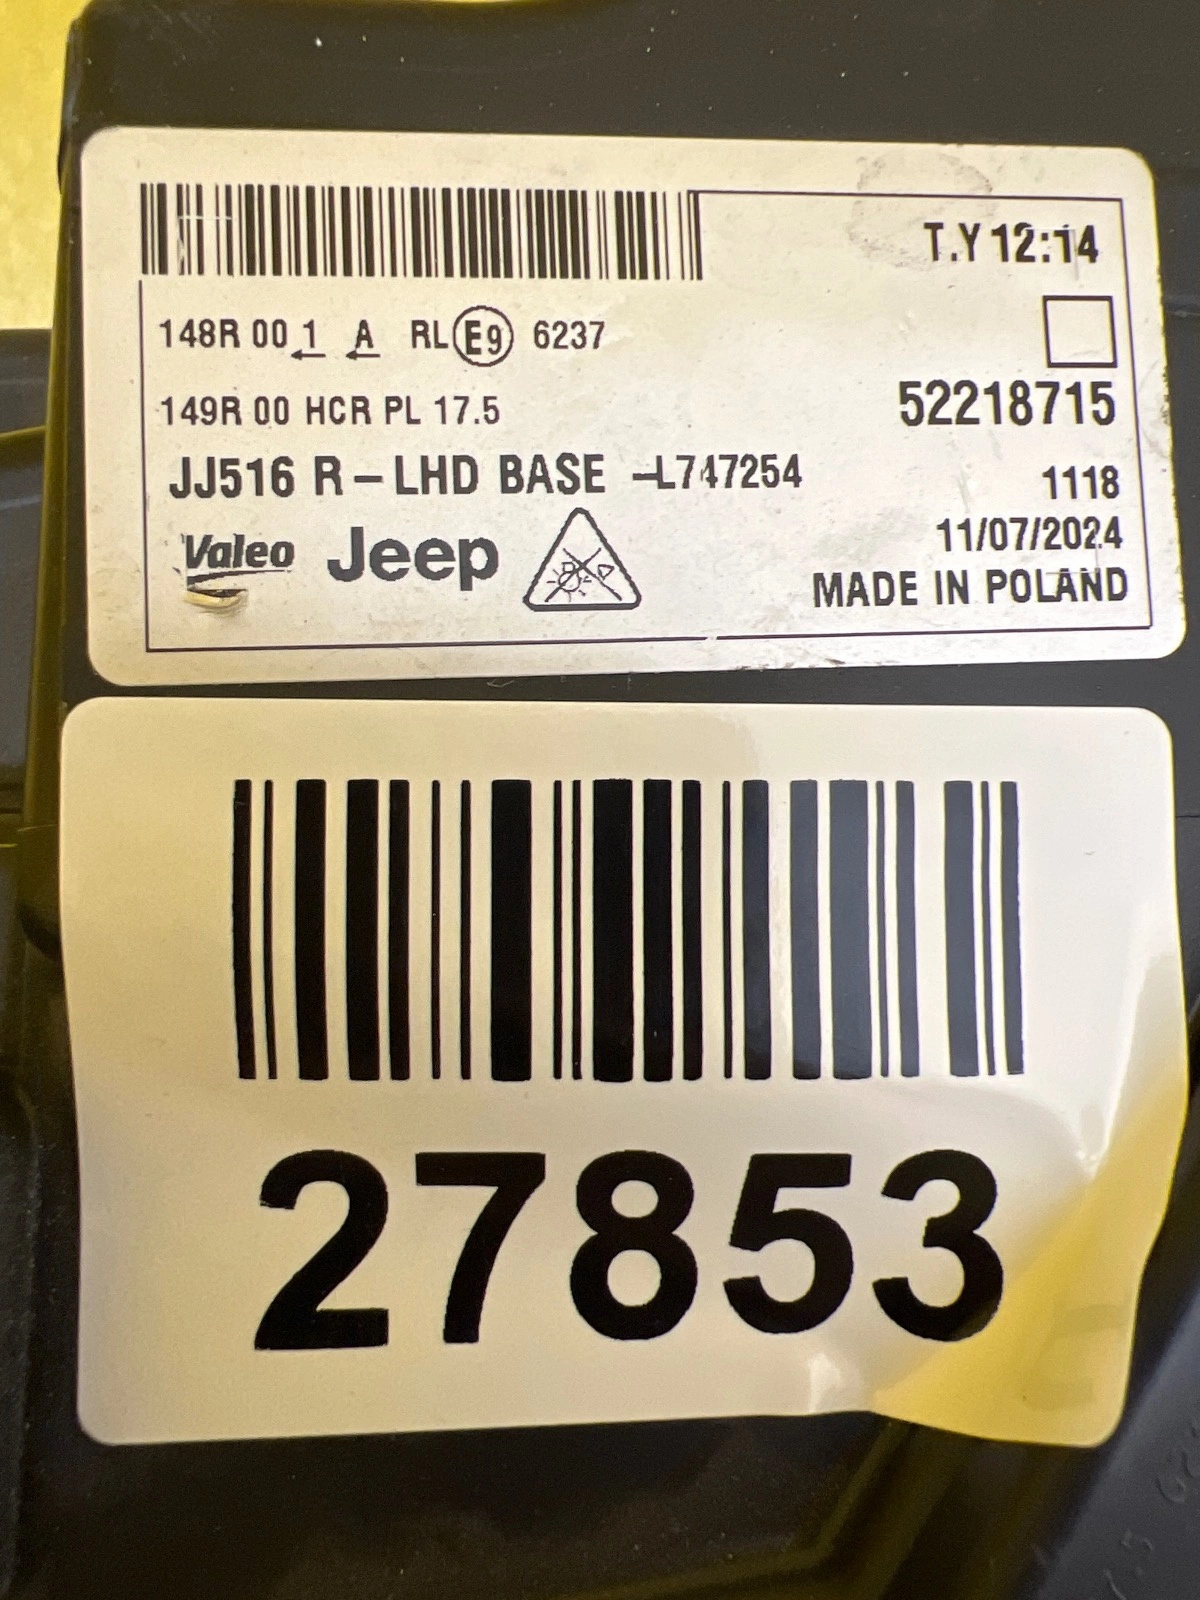 T.Y 12:14
148R 00 1 A RL E9 6237
149R 00 HCR PL 17.5
52218715
JJ516 R-LHD BASE -L747254
1118
Valeo Jeep
11/07/2024
MADE IN POLAND
27853